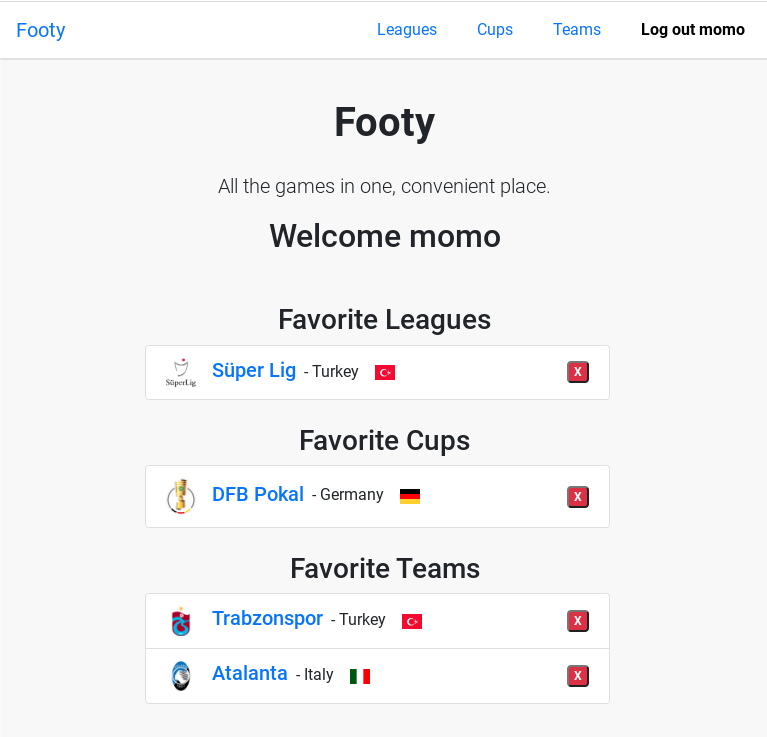 Footy Leagues Cups Teams Log out momo
Footy
All the games in one, convenient place.
Welcome momo
Favorite Leagues
SüperLig Süper Lig - Turkey X
Favorite Cups
DFB Pokal - Germany X
Favorite Teams
Trabzonspor - Turkey X
Atalanta - Italy X